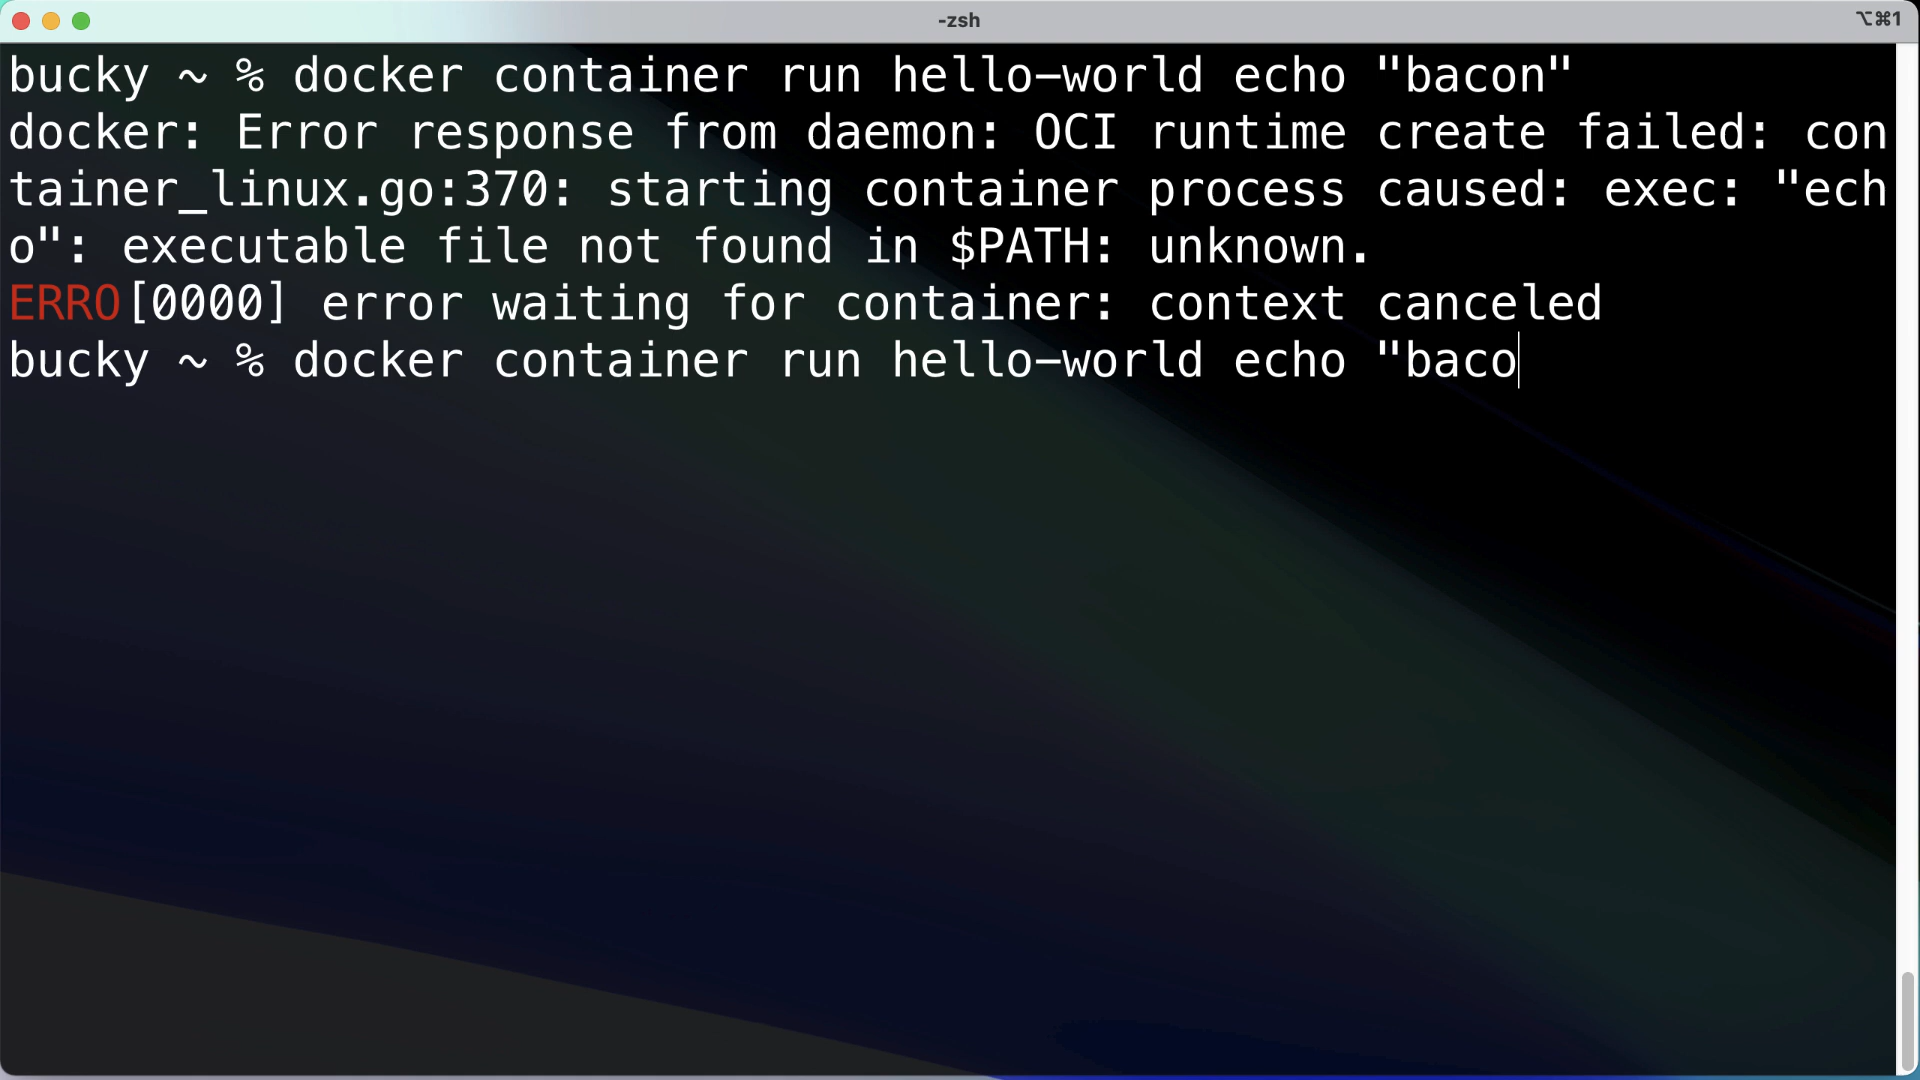 -zsh
⌥⌘1
bucky ~ % docker container run hello-world echo "bacon"
docker: Error response from daemon: OCI runtime create failed: con
tainer_linux.go:370: starting container process caused: exec: "ech
o": executable file not found in $PATH: unknown.
ERRO[0000] error waiting for container: context canceled
bucky ~ % docker container run hello-world echo "baco